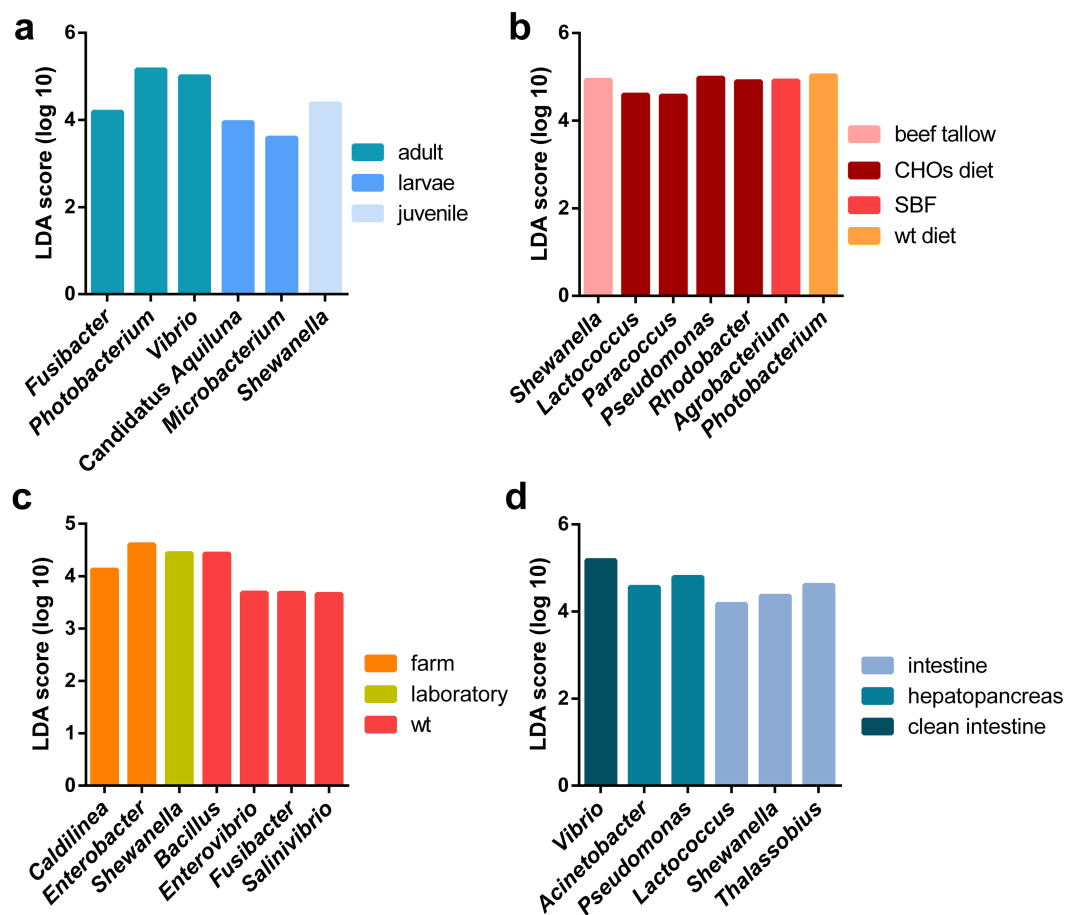 a
LDA score (log 10)
6
4
2
0
Fusibacter
Photobacterium
Vibrio
Candidatus Aquiluna
Microbacterium
Shewanella
adult
larvae
juvenile
b
LDA score (log 10)
6
4
2
0
Shewanella
Lactococcus
Paracoccus
Pseudomonas
Rhodobacter
Agrobacterium
Photobacterium
beef tallow
CHOs diet
SBF
wt diet
c
LDA score (log 10)
5
4
3
2
1
0
Caldilinea
Enterobacter
Shewanella
Bacillus
Enterovibrio
Fusibacter
Salinivibrio
farm
laboratory
wt
d
LDA score (log 10)
6
4
2
0
Vibrio
Acinetobacter
Pseudomonas
Lactococcus
Shewanella
Thalassobius
intestine
hepatopancreas
clean intestine